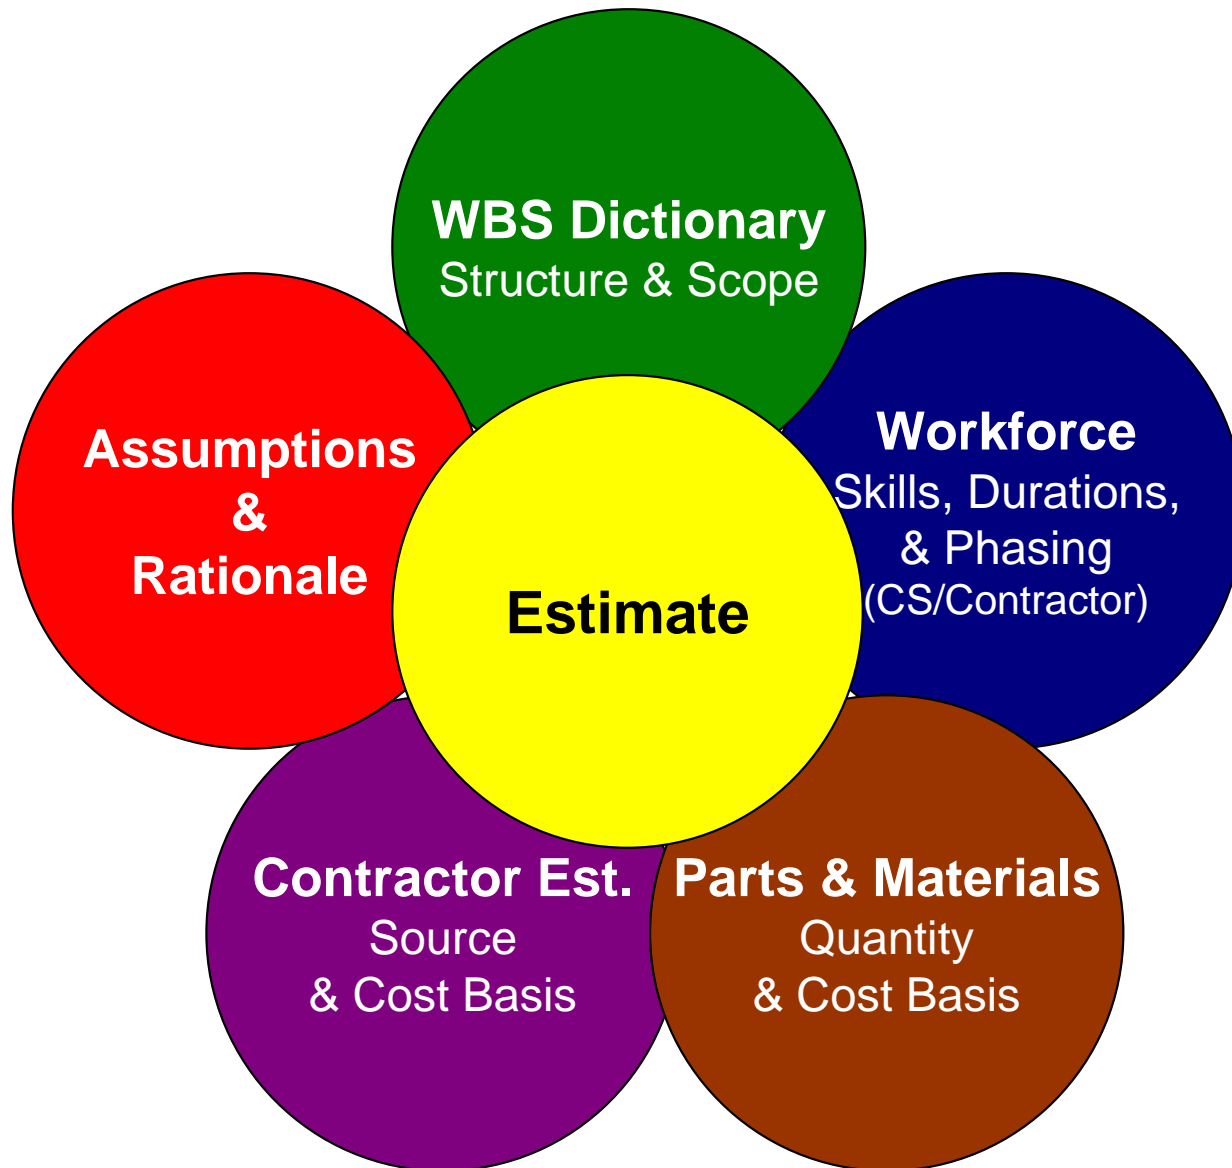 WBS Dictionary
Structure & Scope
Assumptions
&
Rationale
Workforce
Skills, Durations,
& Phasing
(CS/Contractor)
Estimate
Contractor Est.
Source
& Cost Basis
Parts & Materials
Quantity
& Cost Basis